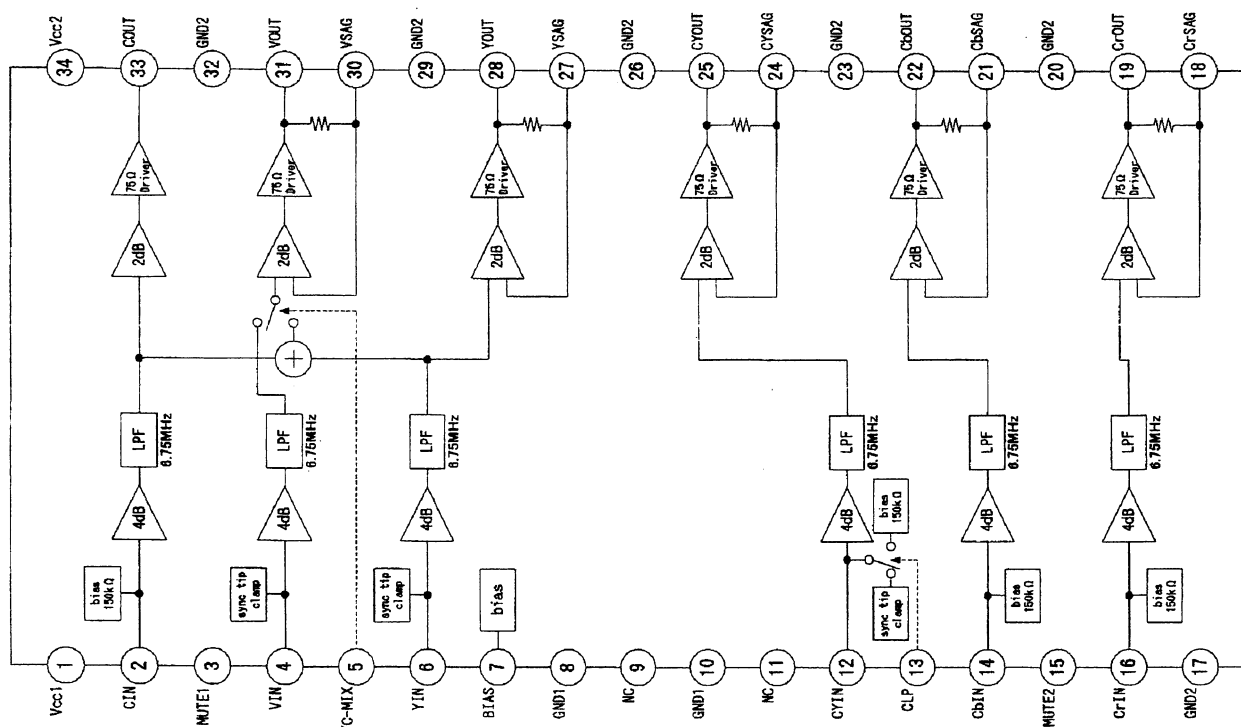 Vcc2
COUT
GND2
VOUT
VSAG
GND2
YOUT
YSAG
GND2
CYOUT
CYSAG
GND2
CbOUT
CbSAG
GND2
CrOUT
CrSAG
34
33
32
31
30
29
28
27
26
25
24
23
22
21
20
19
18
75Ω
Driver
75Ω
Driver
75Ω
Driver
75Ω
Driver
75Ω
Driver
75Ω
Driver
2dB
2dB
2dB
2dB
2dB
2dB
+
LPF
6.75MHz
LPF
6.75MHz
LPF
6.75MHz
LPF
6.75MHz
LPF
6.75MHz
LPF
6.75MHz
4dB
4dB
4dB
4dB
4dB
4dB
bias
150kΩ
bias
150kΩ
sync tip
clamp
sync tip
clamp
bias
sync tip
clamp
bias
150kΩ
bias
150kΩ
1
2
3
4
5
6
7
8
9
10
11
12
13
14
15
16
17
Vcc1
CIN
MUTE1
VIN
YC-MIX
YIN
BIAS
GND1
NC
GND1
NC
CYIN
CLP
CbIN
MUTE2
CrIN
GND2